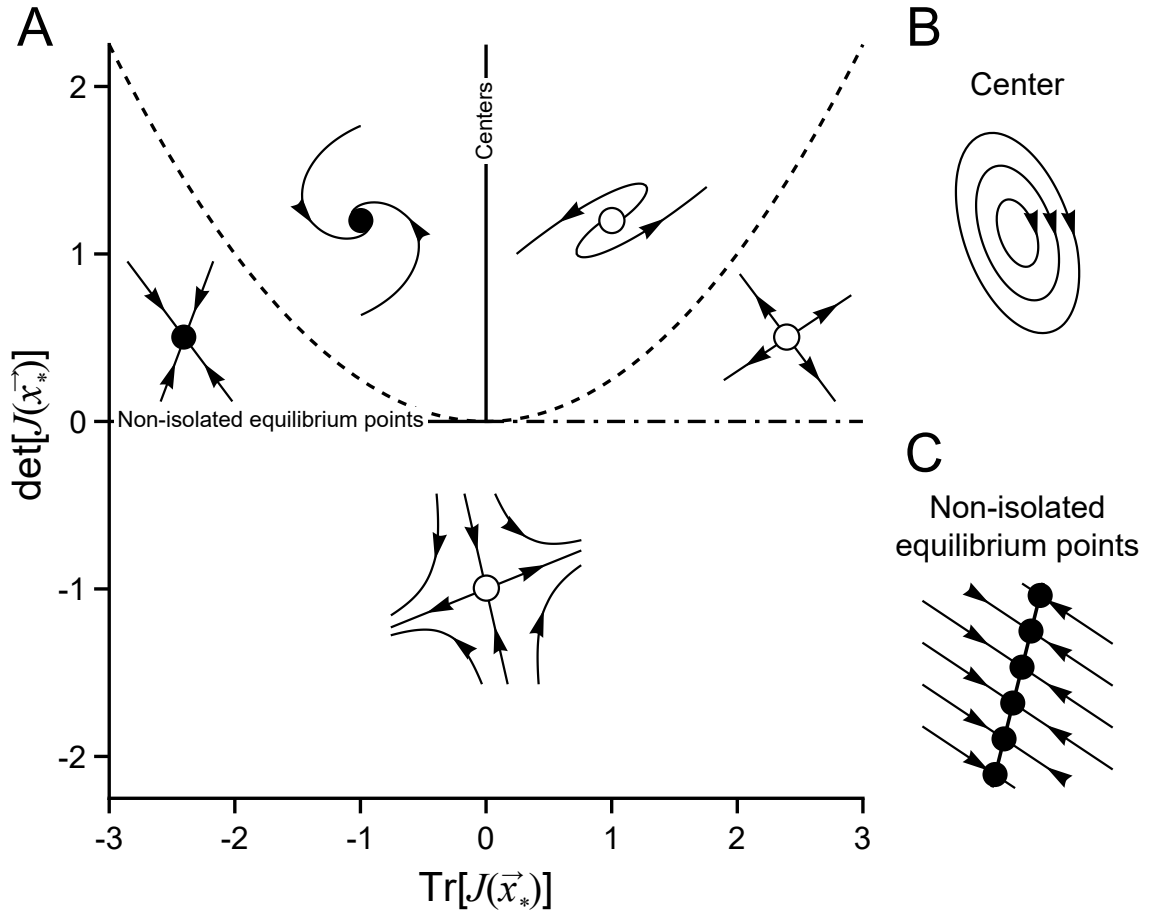 A
2
1
0
-1
-2
det[J(x⃗*)]
Centers
Non-isolated equilibrium points
-3
-2
-1
0
1
2
3
Tr[J(x⃗*)]
B
Center
C
Non-isolated
equilibrium points